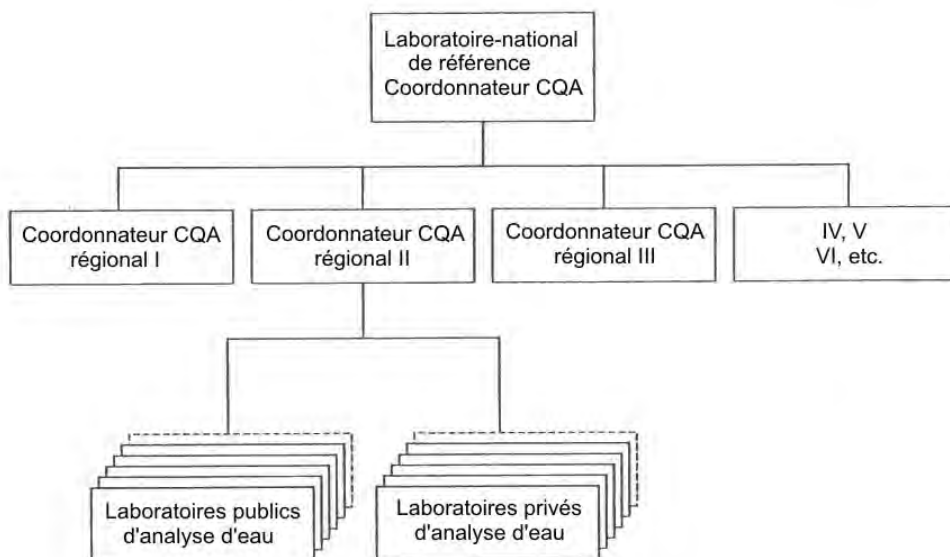 Laboratoire-national
de référence
Coordonnateur CQA
Coordonnateur CQA
régional I
Coordonnateur CQA
régional II
Coordonnateur CQA
régional III
IV, V
VI, etc.
Laboratoires publics
d'analyse d'eau
Laboratoires privés
d'analyse d'eau